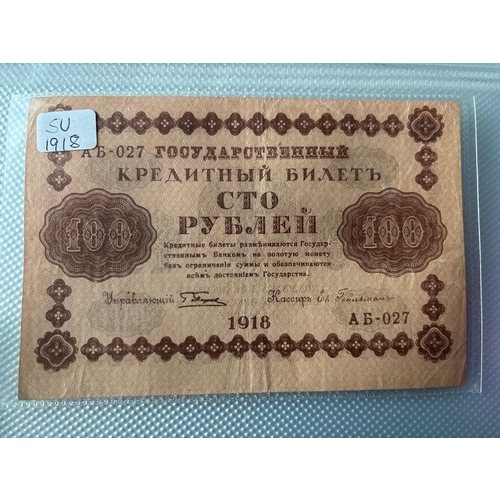 SU
1918
АБ-027 ГОСУДАРСТВЕННЫЙ
КРЕДИТНЫЙ БИЛЕТЪ
СТО
РУБЛЕЙ
100 100
Кредитные билеты размѣниваются Государ-
ственнымъ Банкомъ на золотую монету
безъ ограниченія суммы и обезпечиваются
всѣмъ достояніемъ Государства.
Управляющій Кассиръ
1918 АБ-027